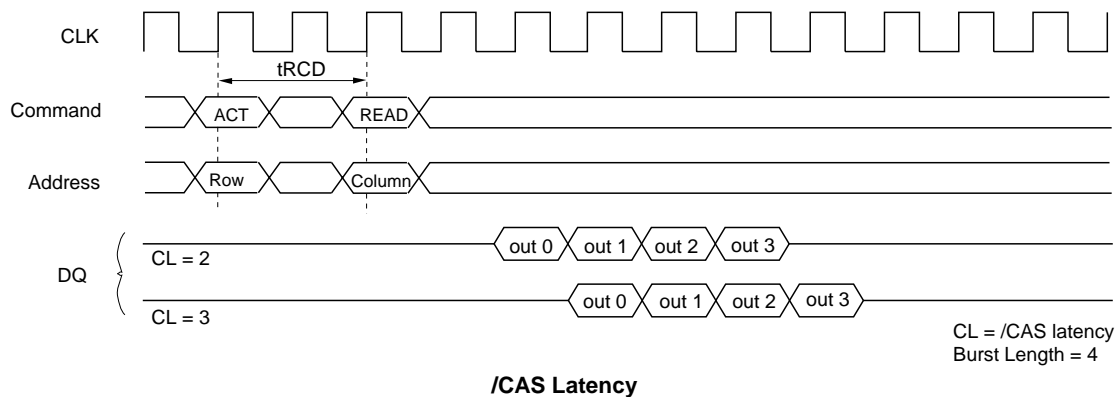 CLK
tRCD
Command
ACT
READ
Address
Row
Column
DQ
CL = 2
out 0 out 1 out 2 out 3
CL = 3
out 0 out 1 out 2 out 3
CL = /CAS latency
Burst Length = 4
/CAS Latency